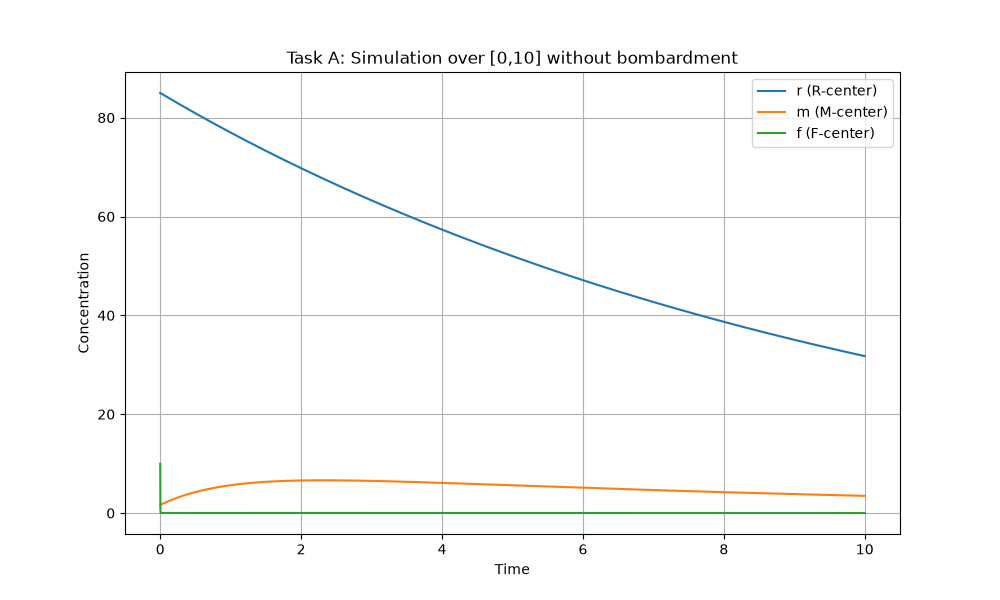 Task A: Simulation over [0,10] without bombardment
r (R-center)
m (M-center)
f (F-center)
Concentration
80
60
40
20
0
0 2 4 6 8 10
Time